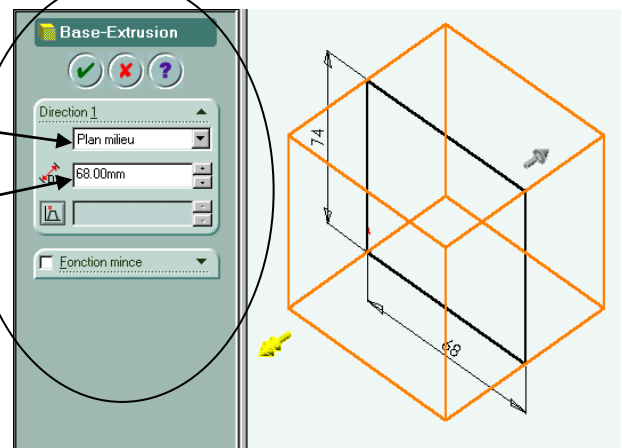 Base-Extrusion
?
Direction 1
Plan milieu
68.00mm
Fonction mince
74
68